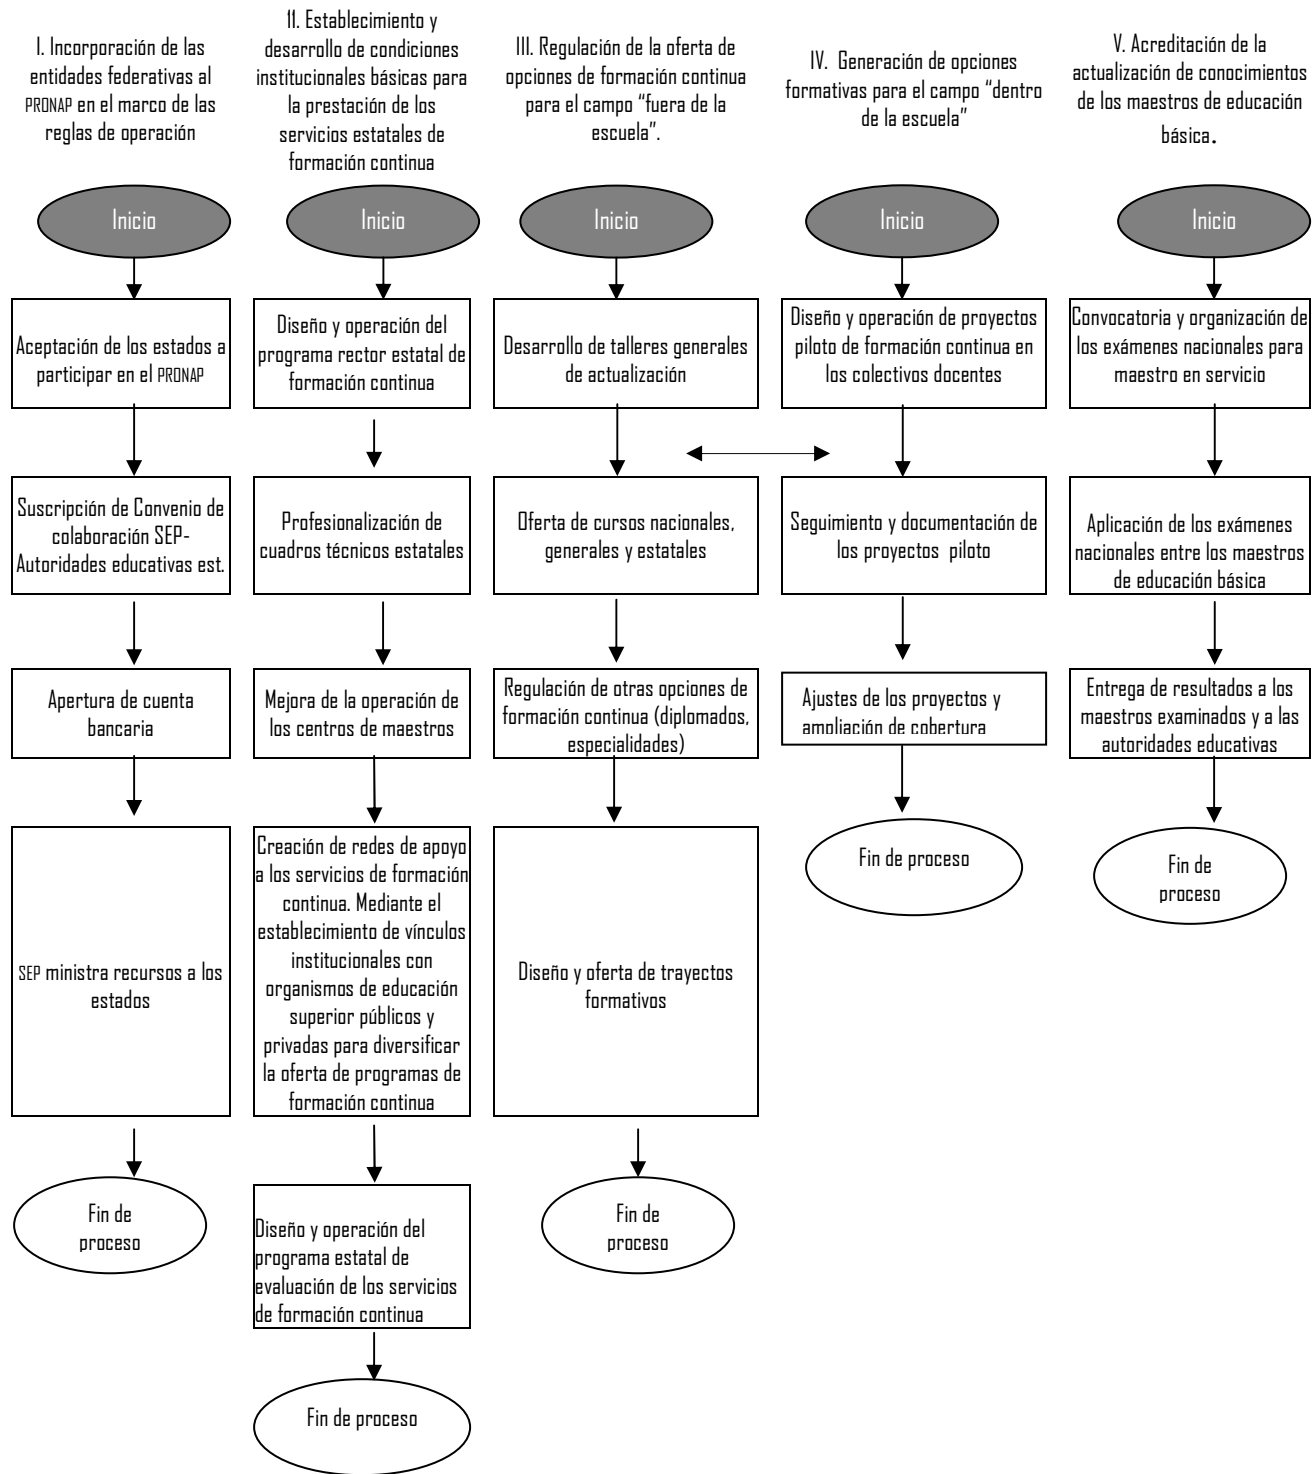 I. Incorporación de las
entidades federativas al
PRONAP en el marco de las
reglas de operación
11. Establecimiento y
desarrollo de condiciones
institucionales básicas para
la prestación de los
servicios estatales de
formación continua
III. Regulación de la oferta de
opciones de formación continua
para el campo “fuera de la
escuela”.
IV. Generación de opciones
formativas para el campo “dentro
de la escuela”
V. Acreditación de la
actualización de conocimientos
de los maestros de educación
básica.
Inicio
Inicio
Inicio
Inicio
Inicio
Aceptación de los estados a
participar en el PRONAP
Diseño y operación del
programa rector estatal de
formación continua
Desarrollo de talleres generales
de actualización
Diseño y operación de proyectos
piloto de formación continua en
los colectivos docentes
Convocatoria y organización de
los exámenes nacionales para
maestro en servicio
Suscripción de Convenio de
colaboración SEP-
Autoridades educativas est.
Profesionalización de
cuadros técnicos estatales
Oferta de cursos nacionales,
generales y estatales
Seguimiento y documentación de
los proyectos piloto
Aplicación de los exámenes
nacionales entre los maestros
de educación básica
Apertura de cuenta
bancaria
Mejora de la operación de
los centros de maestros
Regulación de otras opciones de
formación continua (diplomados,
especialidades)
Ajustes de los proyectos y
ampliación de cobertura
Entrega de resultados a los
maestros examinados y a las
autoridades educativas
SEP ministra recursos a los
estados
Creación de redes de apoyo
a los servicios de formación
continua. Mediante el
establecimiento de vínculos
institucionales con
organismos de educación
superior públicos y
privadas para diversificar
la oferta de programas de
formación continua
Diseño y oferta de trayectos
formativos
Fin de proceso
Fin de
proceso
Fin de
proceso
Diseño y operación del
programa estatal de
evaluación de los servicios
de formación continua
Fin de
proceso
Fin de proceso